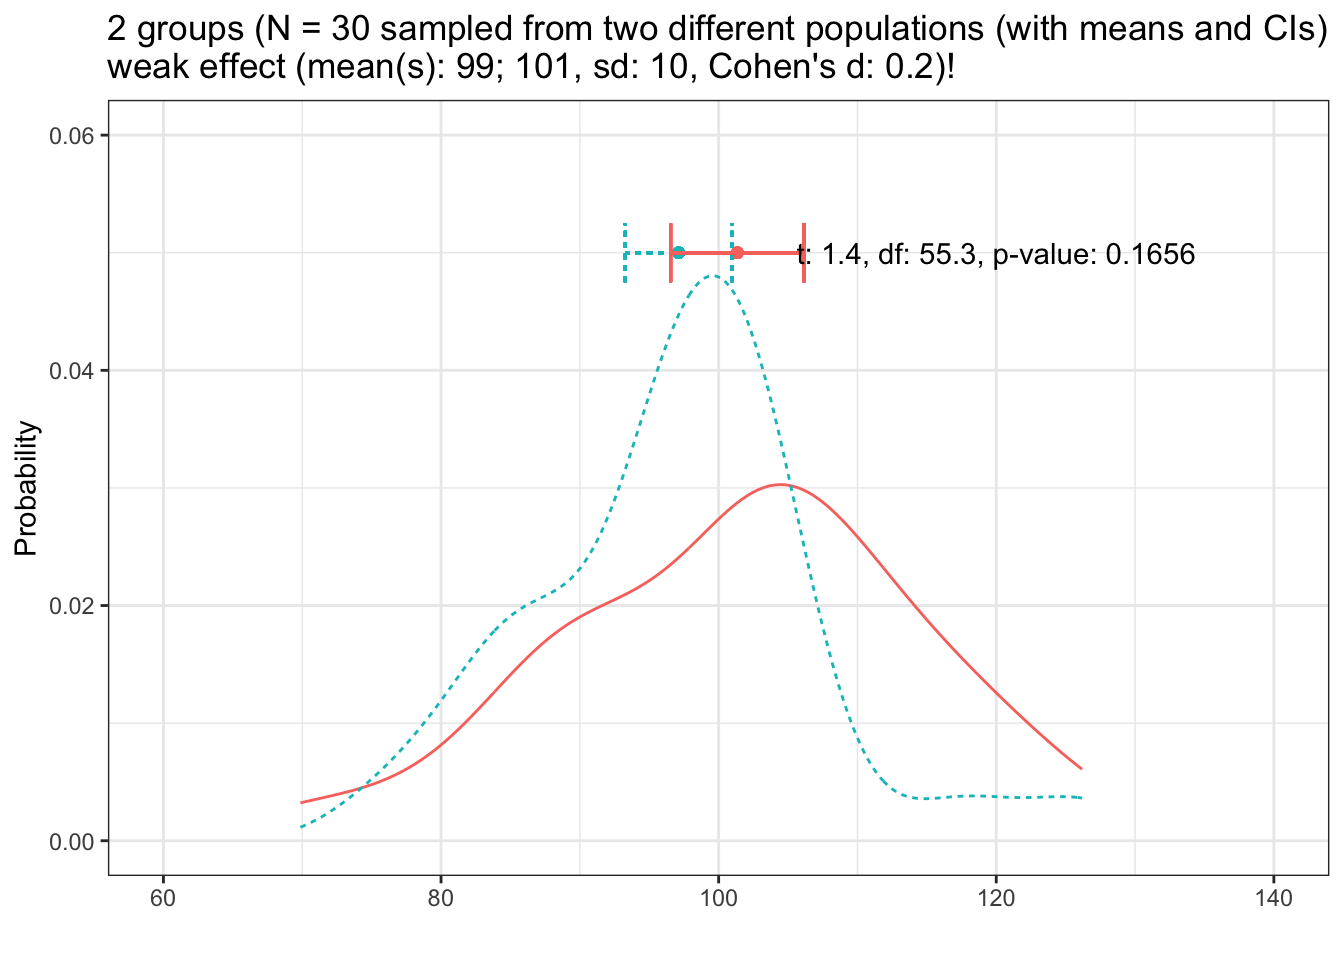 2 groups (N = 30 sampled from two different populations (with means and CIs)
weak effect (mean(s): 99; 101, sd: 10, Cohen's d: 0.2)!
0.06
t: 1.4, df: 55.3, p-value: 0.1656
0.04
Probability
0.02
0.00
60 80 100 120 140